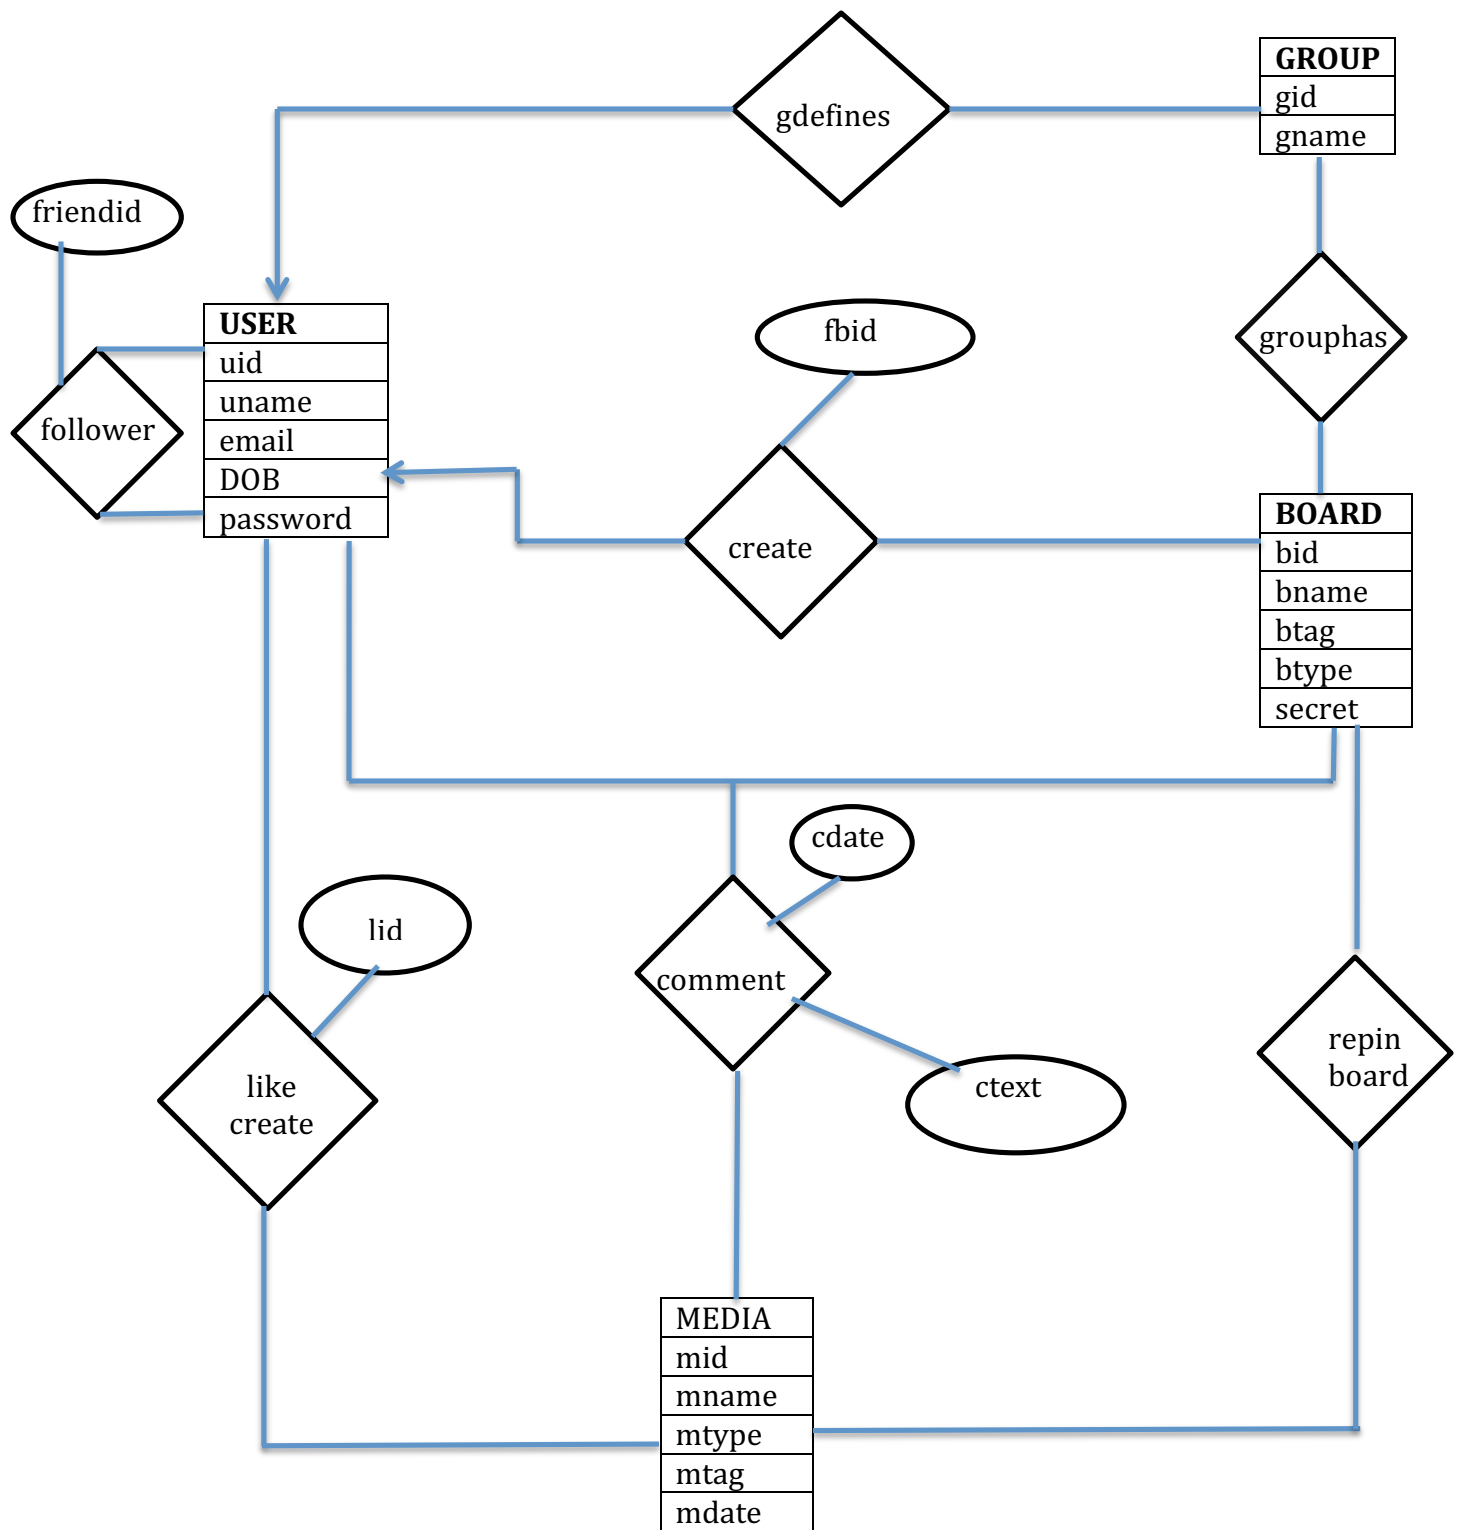 GROUP
gid
gname
gdefines
friendid
USER
uid
uname
email
DOB
password
follower
fbid
grouphas
create
BOARD
bid
bname
btag
btype
secret
cdate
lid
comment
repin
board
like
create
ctext
MEDIA
mid
mname
mtype
mtag
mdate